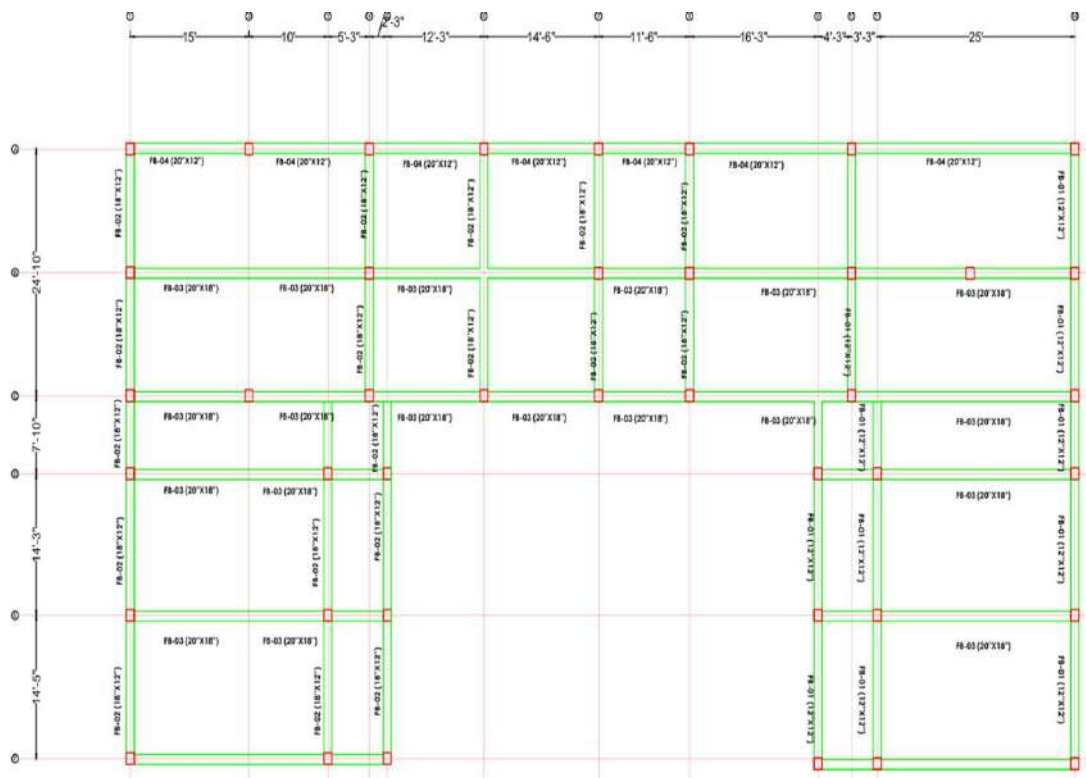 2'-3"
15' 10' 5'-3" 12'-3" 14'-6" 11'-6" 16'-3" 4'-3" 3'-3" 25'
FB-04 (20"X12") FB-04 (20"X12") FB-04 (20"X12") FB-04 (20"X12") FB-04 (20"X12") FB-04 (20"X12") FB-04 (20"X12")
FB-02 (18"X12") FB-02 (18"X12") FB-02 (18"X12") FB-02 (18"X12") FB-02 (18"X12") FB-01 (12"X12")
24'-10"
FB-03 (20"X18") FB-03 (20"X18") FB-03 (20"X18") FB-03 (20"X18") FB-03 (20"X18") FB-03 (20"X18")
FB-02 (18"X12") FB-02 (18"X12") FB-02 (18"X12") FB-02 (18"X12") FB-02 (18"X12") FB-01 (12"X12") FB-01 (12"X12")
FB-03 (20"X18") FB-03 (20"X18") FB-03 (20"X18") FB-03 (20"X18") FB-03 (20"X18") FB-03 (20"X18") FB-03 (20"X18")
7'-10"
FB-02 (18"X12") FB-02 (18"X12") FB-01 (12"X12") FB-01 (12"X12")
FB-03 (20"X18") FB-03 (20"X18") FB-03 (20"X18")
14'-3"
FB-02 (18"X12") FB-02 (18"X12") FB-02 (18"X12") FB-01 (12"X12") FB-01 (12"X12") FB-01 (12"X12")
FB-03 (20"X18") FB-03 (20"X18") FB-03 (20"X18")
14'-5"
FB-02 (18"X12") FB-02 (18"X12") FB-02 (18"X12") FB-01 (12"X12") FB-01 (12"X12") FB-01 (12"X12")